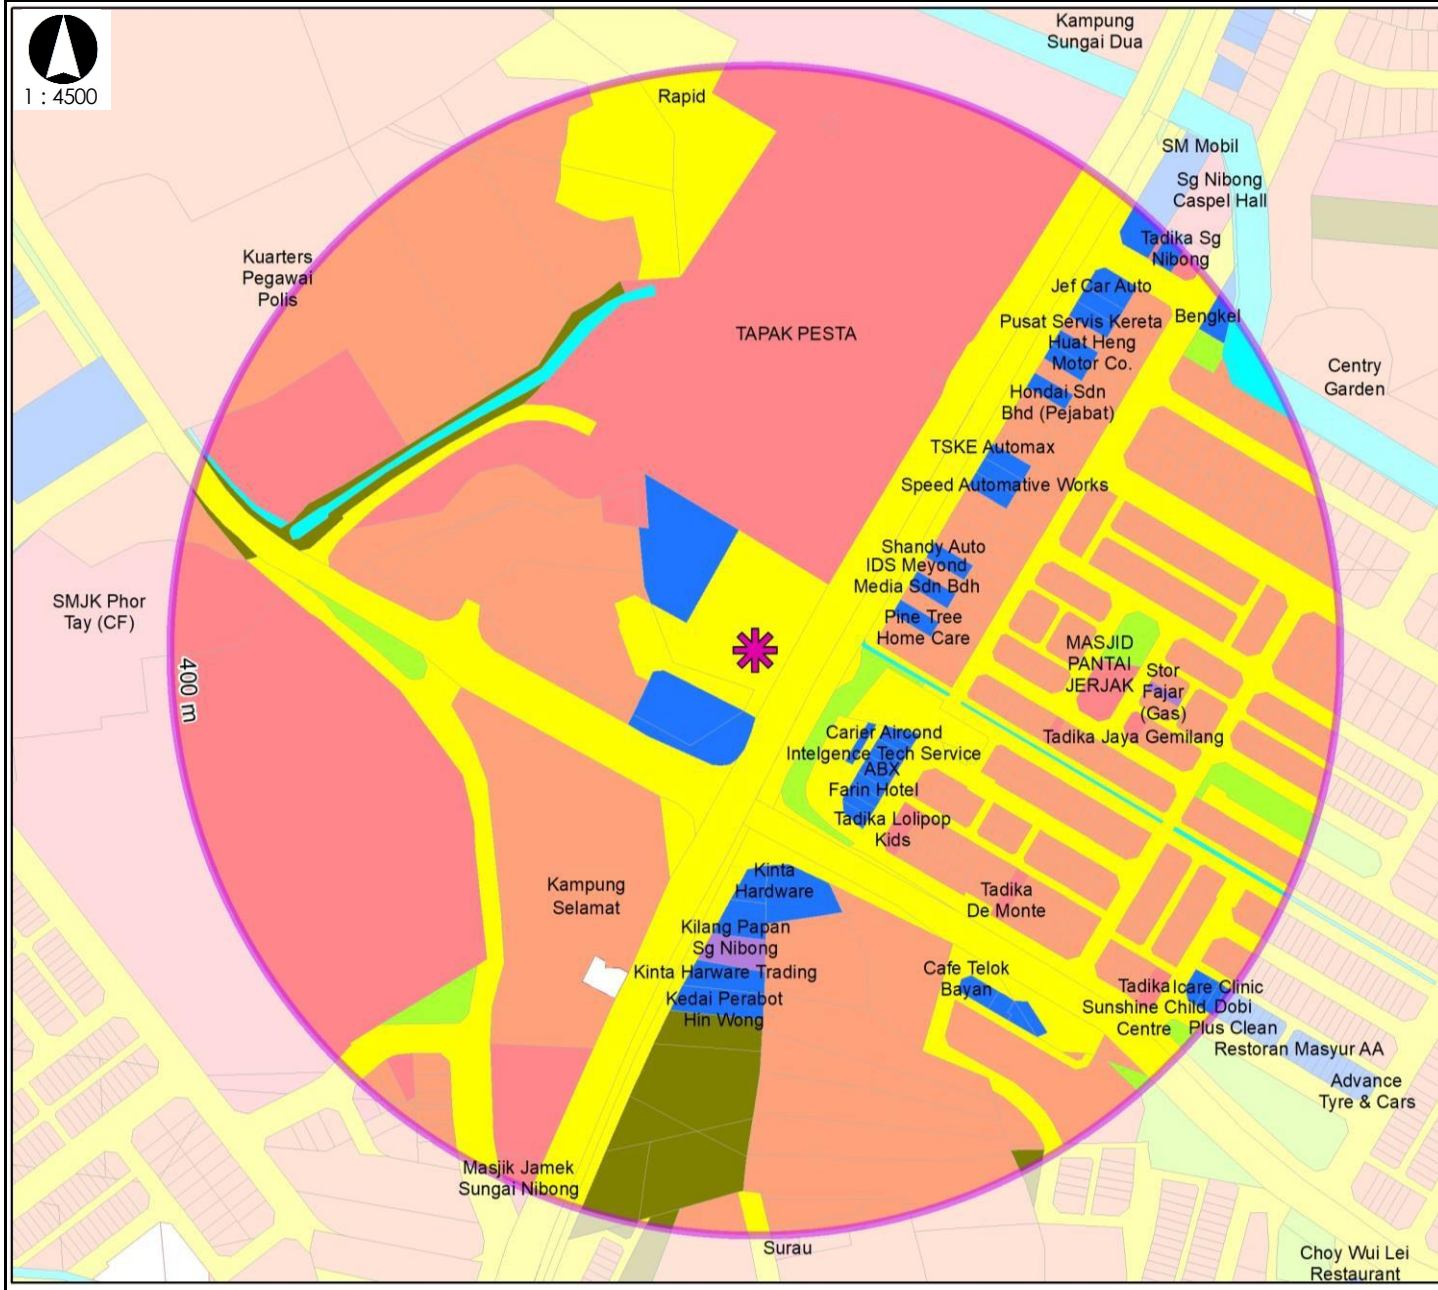 1 : 4500
Kampung
Sungai Dua
Rapid
SM Mobil
Sg Nibong
Caspel Hall
Tadika Sg
Nibong
Kuarters
Pegawai
Polis
Jef Car Auto
Bengkel
Pusat Servis Kereta
Huat Heng
Motor Co.
TAPAK PESTA
Centry
Garden
Hondai Sdn
Bhd (Pejabat)
TSKE Automax
Speed Automative Works
Shandy Auto
IDS Meyond
Media Sdn Bdh
Pine Tree
Home Care
SMJK Phor
Tay (CF)
400 m
MASJID
PANTAI
JERJAK
Stor
Fajar
(Gas)
Tadika Jaya Gemilang
Carier Aircond
Intelgence Tech Service
ABX
Farin Hotel
Tadika Lolipop
Kids
Kinta
Hardware
Kampung
Selamat
Tadika
De Monte
Kilang Papan
Sg Nibong
Kinta Harware Trading
Kedai Perabot
Hin Wong
Cafe Telok
Bayan
Tadika
Sunshine Child
Centre
Icare Clinic
Dobi
Plus Clean
Restoran Masyur AA
Advance
Tyre & Cars
Masjik Jamek
Sungai Nibong
Surau
Choy Wui Lei
Restaurant